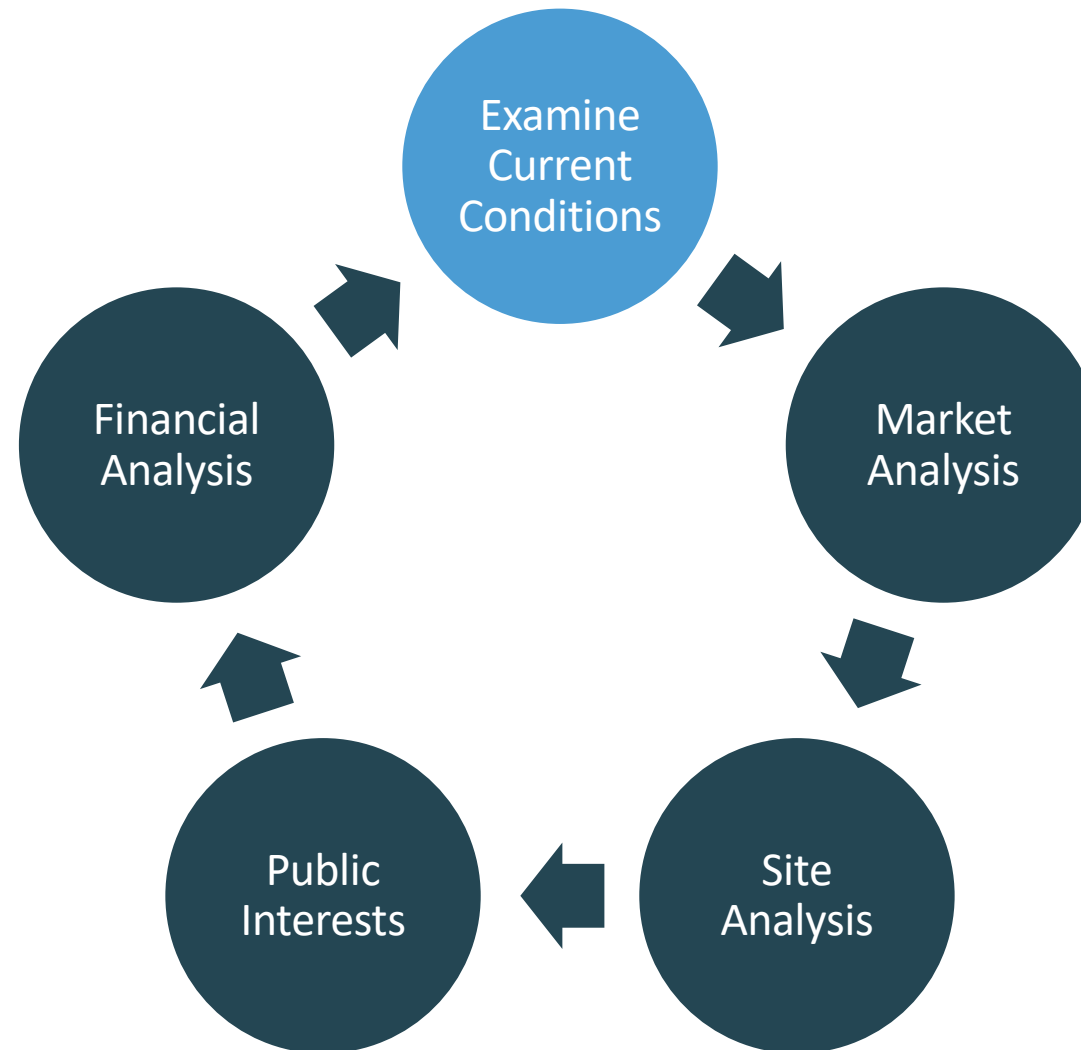 Examine
Current
Conditions
Market
Analysis
Site
Analysis
Public
Interests
Financial
Analysis